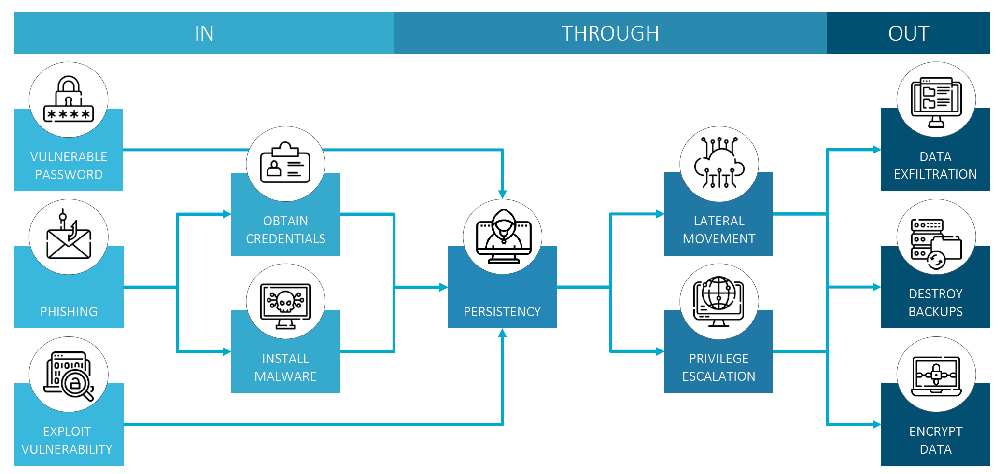 IN
THROUGH
OUT
VULNERABLE
PASSWORD
PHISHING
EXPLOIT
VULNERABILITY
OBTAIN
CREDENTIALS
INSTALL
MALWARE
PERSISTENCY
LATERAL
MOVEMENT
PRIVILEGE
ESCALATION
DATA
EXFILTRATION
DESTROY
BACKUPS
ENCRYPT
DATA